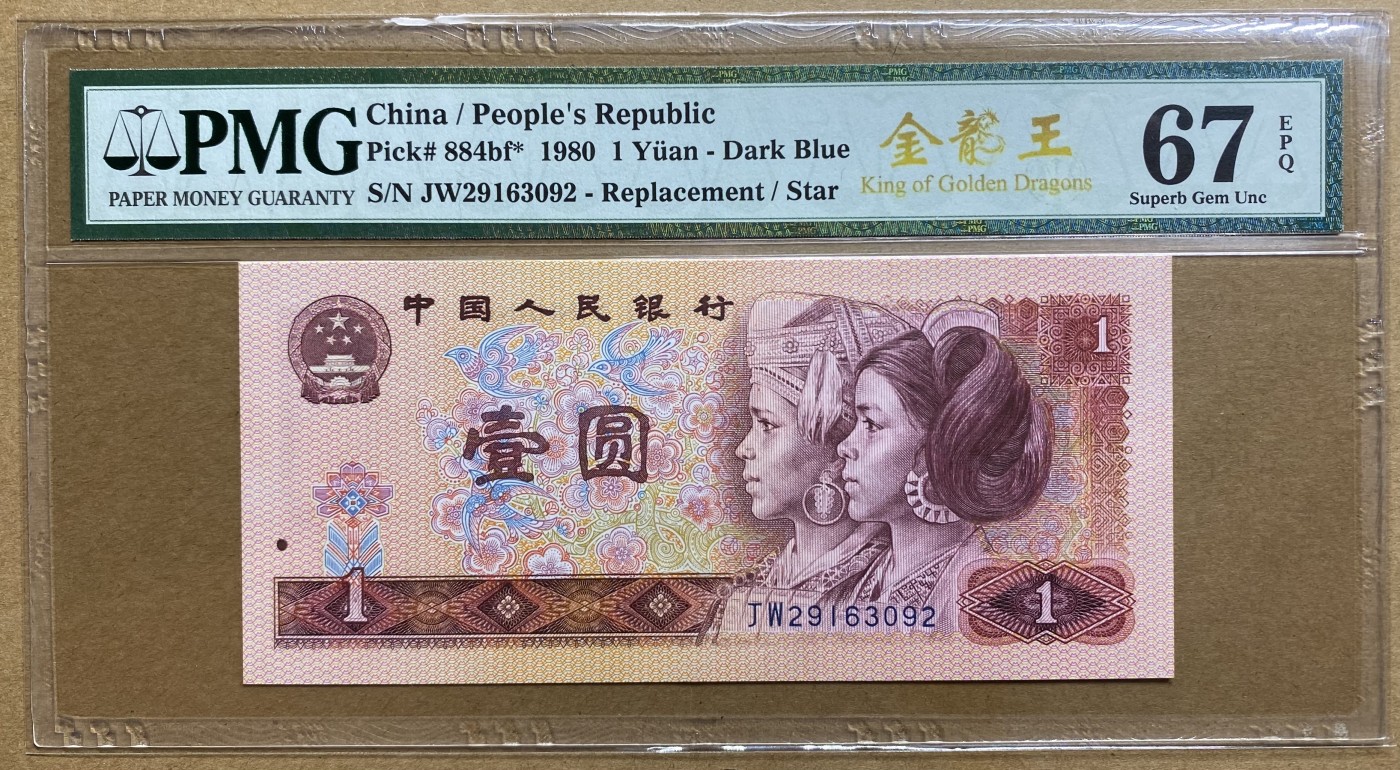 PMG
PAPER MONEY GUARANTY
China / People's Republic
Pick# 884bf* 1980 1 Yüan - Dark Blue
S/N JW29163092 - Replacement / Star
金龍王
King of Golden Dragons
67
EPQ
Superb Gem Unc
中国人民银行
1
壹圆
1
JW29163092
1